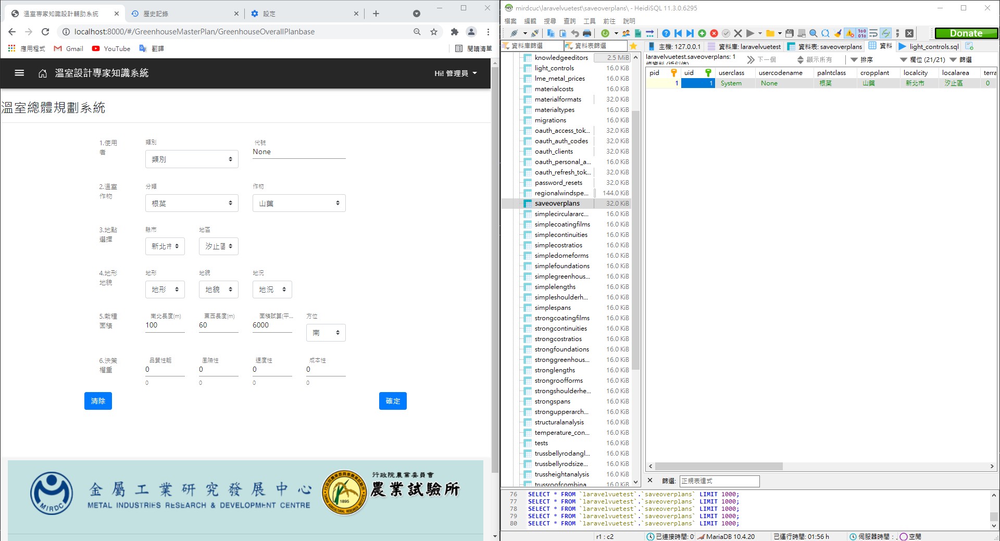 溫室專家知識設計輔助系統
歷史記錄
設定
localhost:8000/#/GreenhouseMasterPlan/GreenhouseOverallPlanbase
應用程式
Gmail
YouTube
翻譯
閱讀清單
溫室設計專家知識系統
Hi! 管理員
溫室總體規劃系統
1.使用者
類別
代號
類別
None
2.溫室作物
分類
作物
根菜
山藥
3.地點選擇
縣市
地區
新北市
汐止區
4.地形地貌
地形
地貌
地況
地形
地貌
地況
5.栽種面積
南北長度(m)
東西長度(m)
面積試算(平...
方位
100
60
6000
南
6.決策權重
品質性能
風險性
速度性
成本性
0
0
0
0
0
0
0
0
清除
確定
MIRDC
金屬工業研究發展中心
METAL INDUSTRIES RESEARCH & DEVELOPMENT CENTRE
1895
行政院農業委員會
農業試驗所
mirdcuc\laravelvuetest\saveoverplans\ - HeidiSQL 11.3.0.6295
檔案
編輯
搜尋
查詢
工具
前往
說明
Donate
資料庫篩選
資料表篩選
主機: 127.0.0.1
資料庫: laravelvuetest
資料表: saveoverplans
資料
light_controls.sql
knowledgeeditors 2.5 MiB
light_controls 16.0 KiB
lme_metal_prices 16.0 KiB
materialcosts 16.0 KiB
materialformats 32.0 KiB
materialtypes 16.0 KiB
migrations 16.0 KiB
oauth_access_tok... 32.0 KiB
oauth_auth_codes 32.0 KiB
oauth_clients 32.0 KiB
oauth_personal_a... 16.0 KiB
oauth_refresh_tok... 32.0 KiB
password_resets 32.0 KiB
regionalwindspe... 144.0 KiB
saveoverplans 32.0 KiB
simplecirculararc... 16.0 KiB
simplecoatingfilms 16.0 KiB
simplecontinuities 16.0 KiB
simplecostratios 16.0 KiB
simpledomeforms 16.0 KiB
simplefoundations 16.0 KiB
simplegreenhous... 16.0 KiB
simplelengths 16.0 KiB
simpleshoulderh... 16.0 KiB
simplespans 16.0 KiB
strongcoatingfilms 16.0 KiB
strongcontinuities 16.0 KiB
strongcostratios 16.0 KiB
strongfoundations 16.0 KiB
stronggreenhous... 16.0 KiB
stronglengths 16.0 KiB
strongroofforms 16.0 KiB
strongshoulderhe... 16.0 KiB
strongspans 16.0 KiB
strongupperarch... 16.0 KiB
structuralanalysis 16.0 KiB
temperature_con... 16.0 KiB
tests 16.0 KiB
trussbellyrodangl... 16.0 KiB
trussbellyrodsize... 16.0 KiB
trussheightanalysis 16.0 KiB
trussroofcombina 16.0 KiB
laravelvuetest.saveoverplans: 1
條資料 (近似值)
下一個
顯示所有
排序
欄位 (21/21)
篩選
pid uid userclass usercodename palntclass cropplant localcity localarea terra
1 1 System None 根菜 山藥 新北市 汐止區 0
篩選: 正規表達式
76 SELECT * FROM `laravelvuetest`.`saveoverplans` LIMIT 1000;
77 SELECT * FROM `laravelvuetest`.`saveoverplans` LIMIT 1000;
78 SELECT * FROM `laravelvuetest`.`saveoverplans` LIMIT 1000;
79 SELECT * FROM `laravelvuetest`.`saveoverplans` LIMIT 1000;
80 SELECT * FROM `laravelvuetest`.`saveoverplans` LIMIT 1000;
r1 : c2
已連接時間: 0
MariaDB 10.4.20
已運行時間: 01:56 h
伺服器時間：
空閒